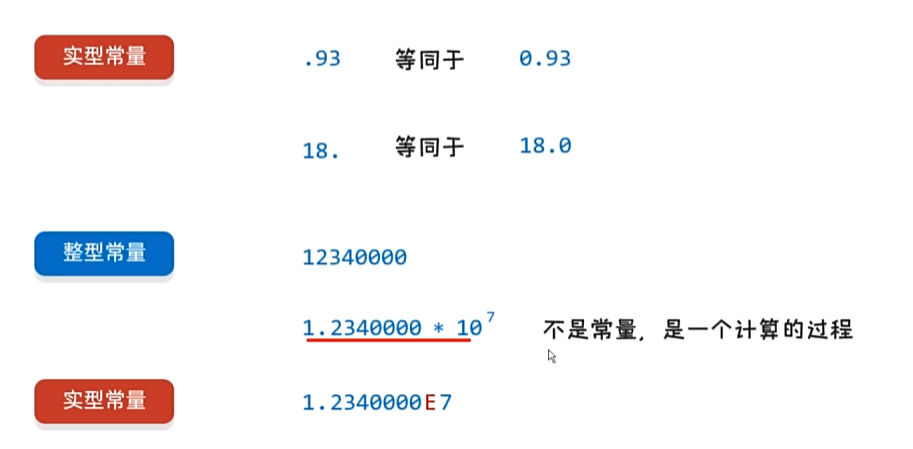 实型常量 .93 等同于 0.93
18. 等同于 18.0
整型常量 12340000
1.2340000 * 10⁷ 不是常量，是一个计算的过程
实型常量 1.2340000E7